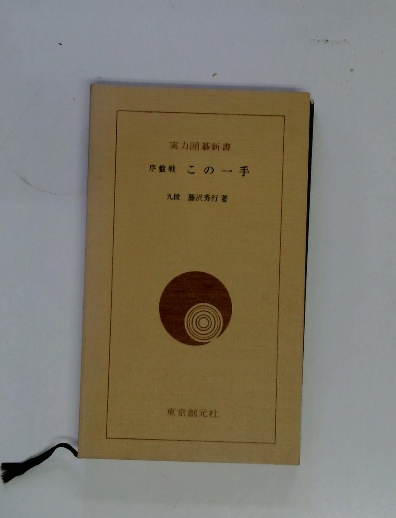 実力囲碁新書
序盤戦 この一手
九段 藤沢秀行著
東京創元社